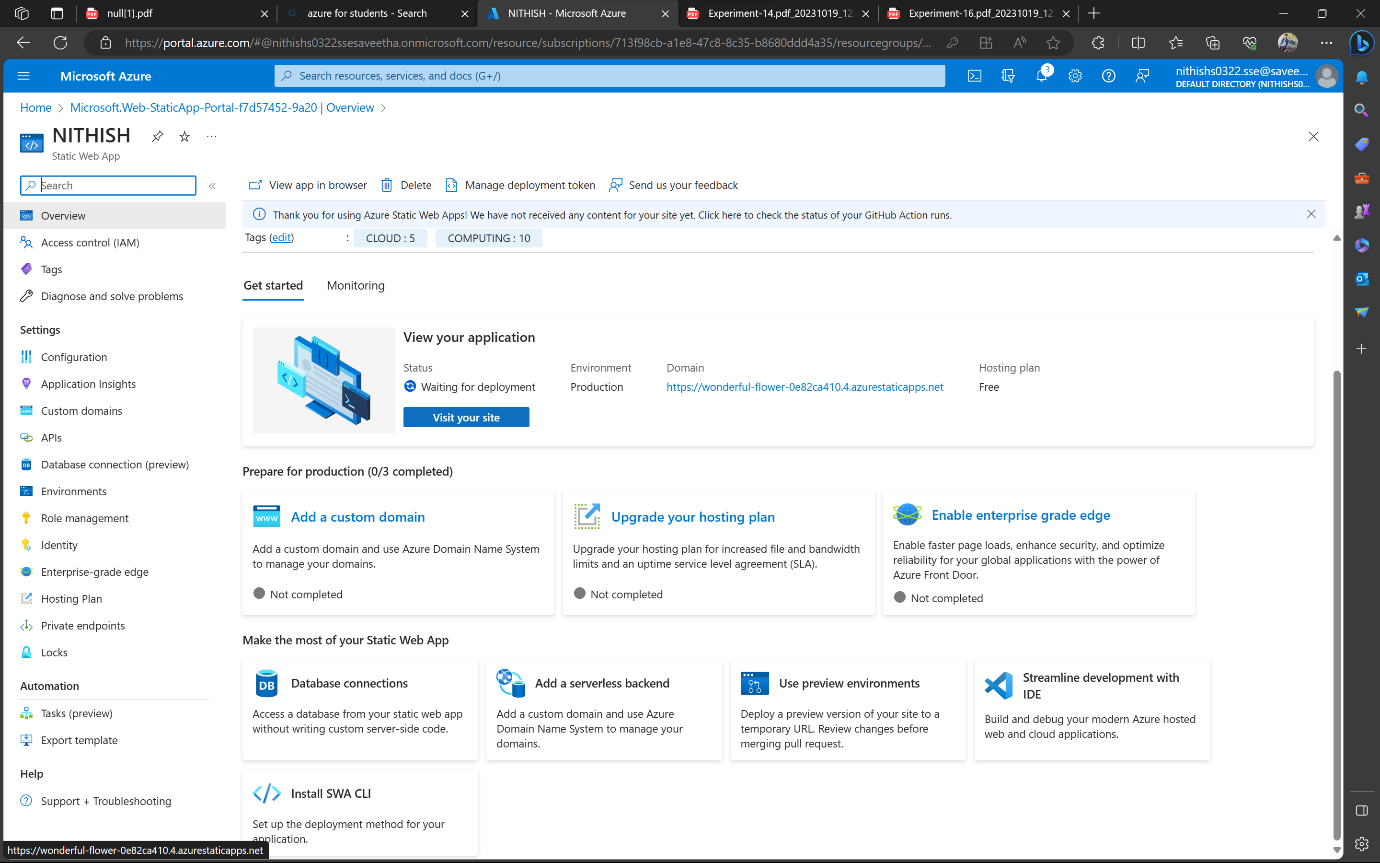 null[1].pdf
azure for students - Search
NITHISH - Microsoft Azure
Experiment-14.pdf_20231019_12
Experiment-16.pdf_20231019_12
https://portal.azure.com/#@nithishs0322ssesaveetha.onmicrosoft.com/resource/subscriptions/713f98cb-a1e8-47c8-8c35-b8680ddd4a35/resourcegroups/...
Microsoft Azure
Search resources, services, and docs (G+/)
3
nithishs0322.sse@savee...
DEFAULT DIRECTORY (NITHISHS0...
Home > Microsoft.Web-StaticApp-Portal-f7d57452-9a20 | Overview >
NITHISH
Static Web App
Search
View app in browser
Delete
Manage deployment token
Send us your feedback
Thank you for using Azure Static Web Apps! We have not received any content for your site yet. Click here to check the status of your GitHub Action runs.
Tags (edit) : CLOUD : 5 COMPUTING : 10
Overview
Access control (IAM)
Tags
Diagnose and solve problems
Settings
Configuration
Application Insights
Custom domains
APIs
Database connection (preview)
Environments
Role management
Identity
Enterprise-grade edge
Hosting Plan
Private endpoints
Locks
Automation
Tasks (preview)
Export template
Help
Support + Troubleshooting
Get started
Monitoring
View your application
Status
Waiting for deployment
Environment
Production
Domain
https://wonderful-flower-0e82ca410.4.azurestaticapps.net
Hosting plan
Free
Visit your site
Prepare for production (0/3 completed)
WWW
Add a custom domain
Add a custom domain and use Azure Domain Name System
to manage your domains.
Not completed
Upgrade your hosting plan
Upgrade your hosting plan for increased file and bandwidth
limits and an uptime service level agreement (SLA).
Not completed
Enable enterprise grade edge
Enable faster page loads, enhance security, and optimize
reliability for your global applications with the power of
Azure Front Door.
Not completed
Make the most of your Static Web App
DB
Database connections
Access a database from your static web app
without writing custom server-side code.
Add a serverless backend
Add a custom domain and use Azure
Domain Name System to manage your
domains.
Use preview environments
Deploy a preview version of your site to a
temporary URL. Review changes before
merging pull request.
Streamline development with
IDE
Build and debug your modern Azure hosted
web and cloud applications.
Install SWA CLI
Set up the deployment method for your
application.
https://wonderful-flower-0e82ca410.4.azurestaticapps.net